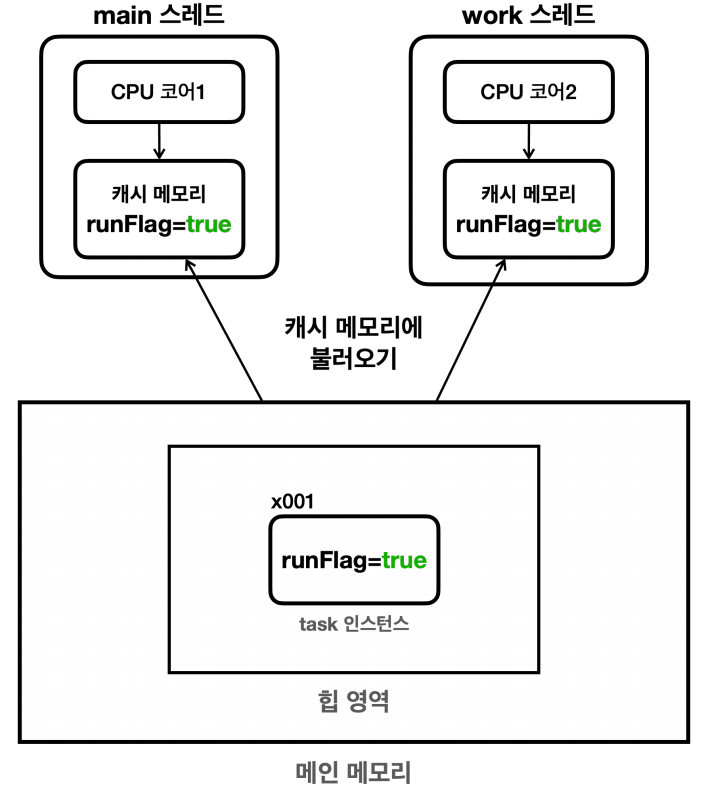 main 스레드
work 스레드
CPU 코어1
CPU 코어2
캐시 메모리
runFlag=true
캐시 메모리
runFlag=true
캐시 메모리에
불러오기
x001
runFlag=true
task 인스턴스
힙 영역
메인 메모리